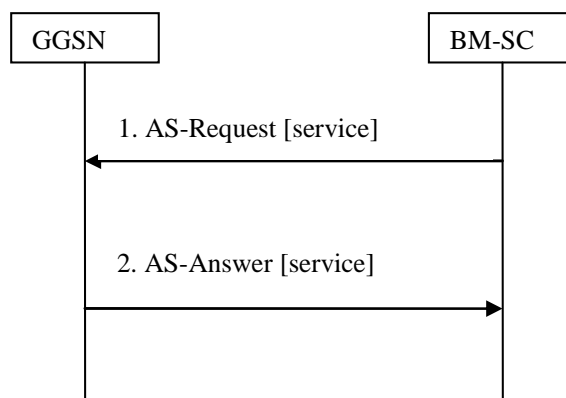 GGSN
BM-SC
1. AS-Request [service]
2. AS-Answer [service]